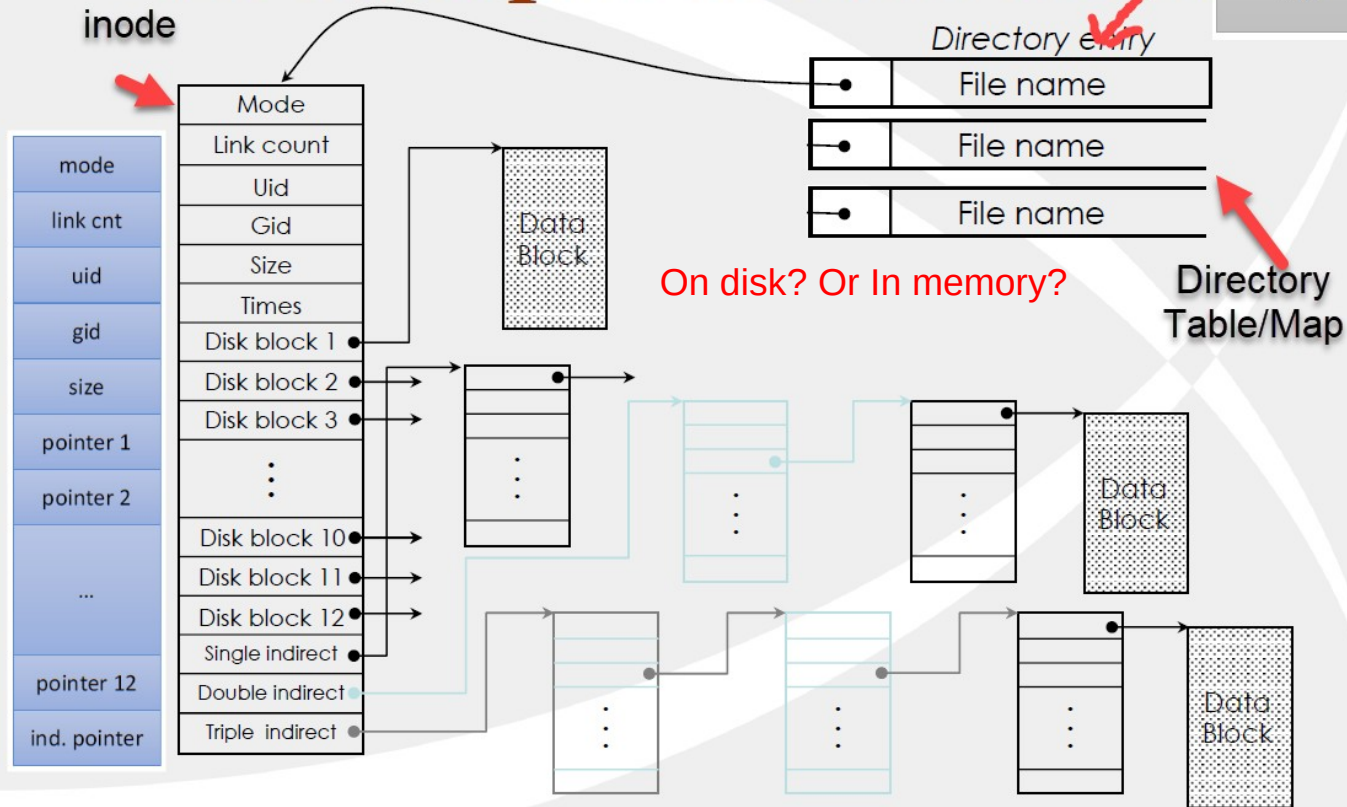 inode
Directory entry
File name
File name
File name
On disk? Or In memory?
Directory
Table/Map
mode
link cnt
uid
gid
size
pointer 1
pointer 2
...
pointer 12
ind. pointer
Mode
Link count
Uid
Gid
Size
Times
Disk block 1
Disk block 2
Disk block 3
Disk block 10
Disk block 11
Disk block 12
Single indirect
Double indirect
Triple indirect
Data
Block
Data
Block
Data
Block